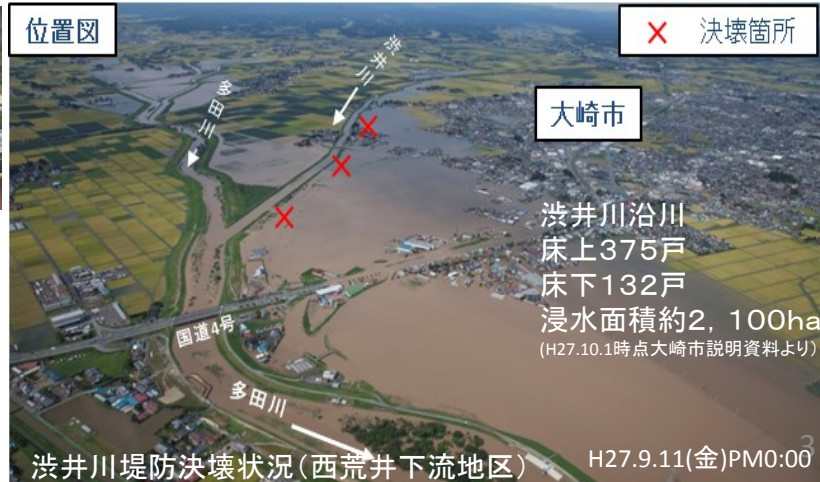 位置図
× 決壊箇所
渋井川
多田川
大崎市
渋井川沿川
床上375戸
床下132戸
浸水面積約2，100ha
(H27.10.1時点大崎市説明資料より)
国道4号
多田川
渋井川堤防決壊状況（西荒井下流地区）
H27.9.11(金)PM0:00
3